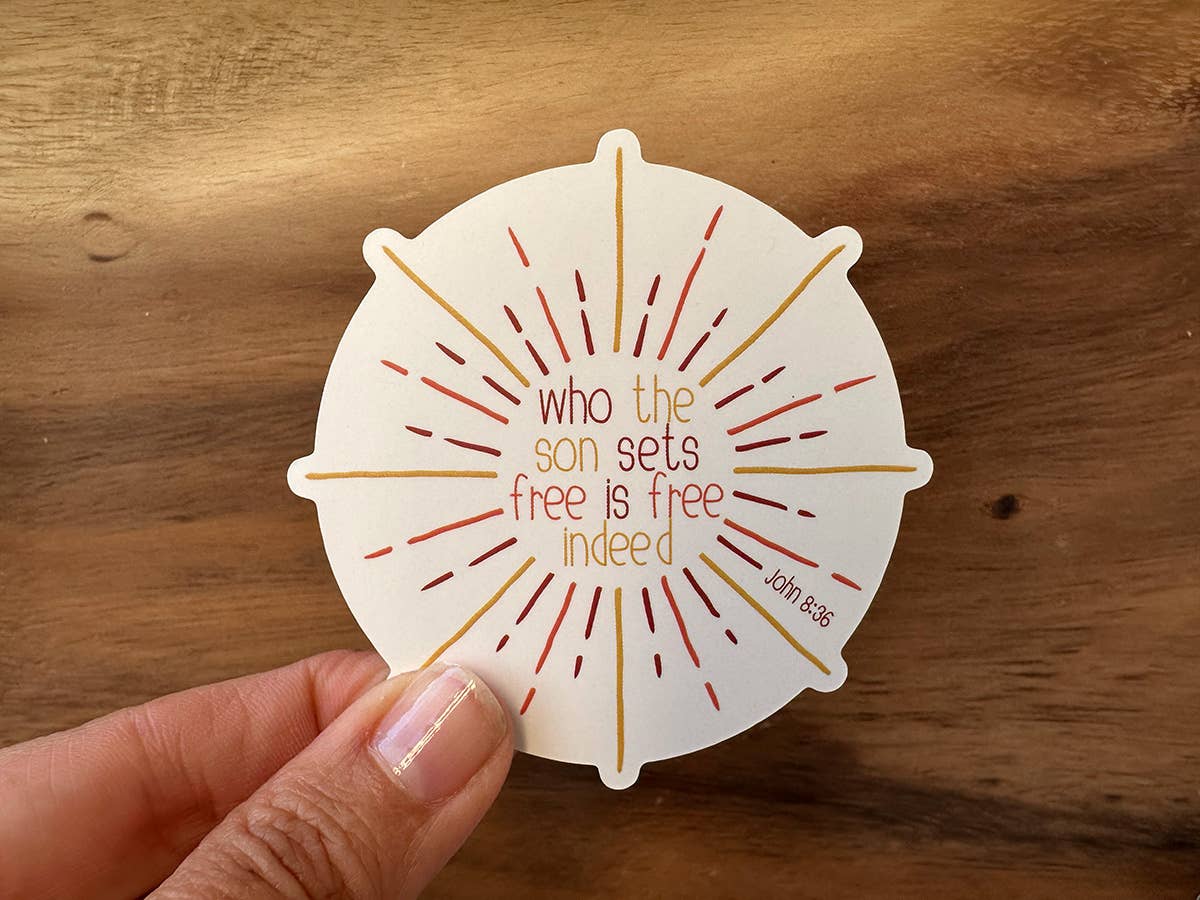 who the
son sets
free is free
indeed
John 8:36